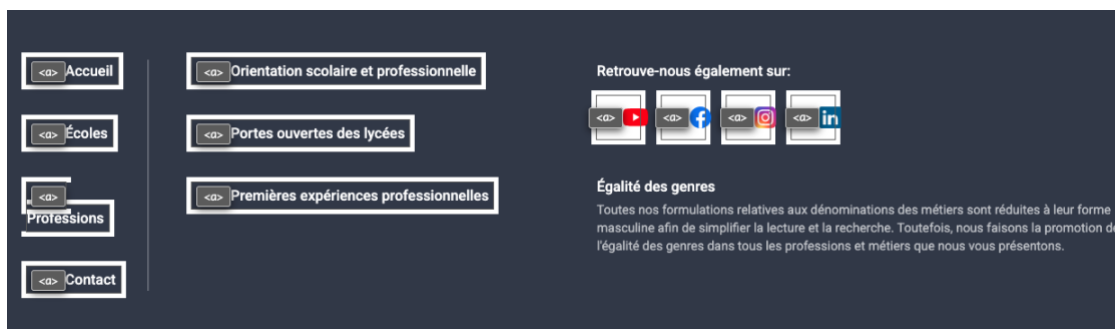 <a> Accueil
<a> Écoles
<a>
Professions
<a> Contact
<a> Orientation scolaire et professionnelle
<a> Portes ouvertes des lycées
<a> Premières expériences professionnelles
Retrouve-nous également sur:
<a> <a> <a> <a> in
Égalité des genres
Toutes nos formulations relatives aux dénominations des métiers sont réduites à leur forme
masculine afin de simplifier la lecture et la recherche. Toutefois, nous faisons la promotion de
l'égalité des genres dans tous les professions et métiers que nous vous présentons.